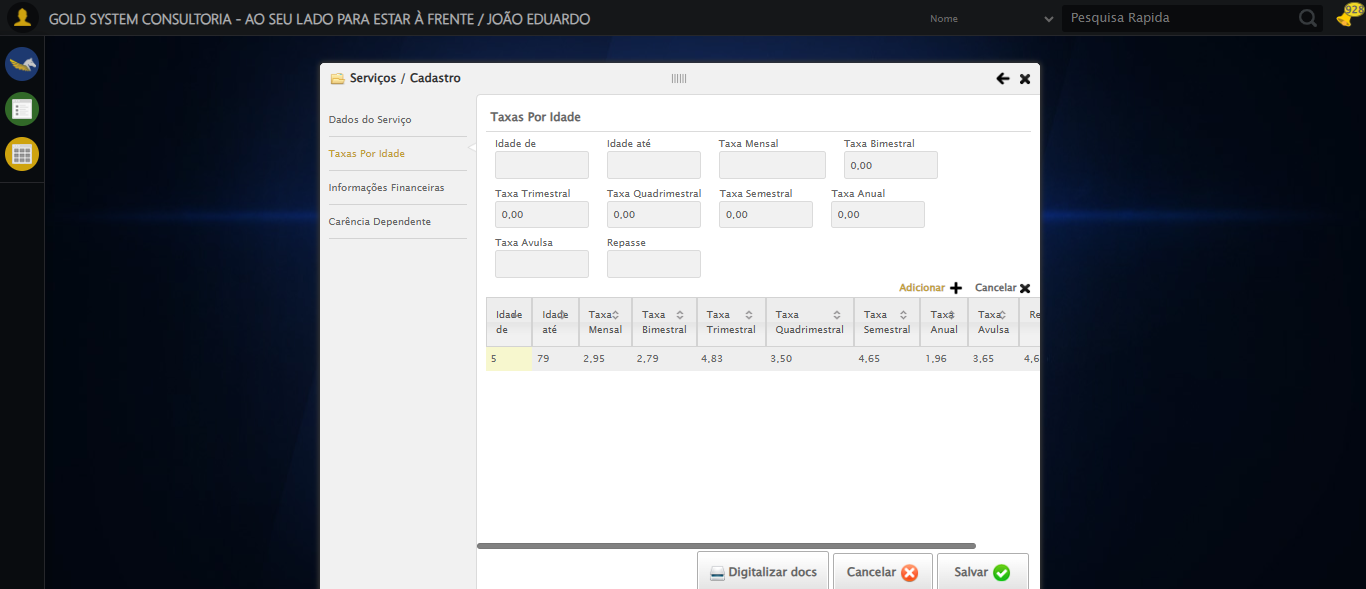 GOLD SYSTEM CONSULTORIA - AO SEU LADO PARA ESTAR À FRENTE / JOÃO EDUARDO
Nome
Pesquisa Rapida
928
Serviços / Cadastro
Dados do Serviço
Taxas Por Idade
Informações Financeiras
Carência Dependente
Taxas Por Idade
Idade de Idade até Taxa Mensal Taxa Bimestral
0,00
Taxa Trimestral Taxa Quadrimestral Taxa Semestral Taxa Anual
0,00 0,00 0,00 0,00
Taxa Avulsa Repasse
Adicionar Cancelar
Idade de Idade até Taxa Mensal Taxa Bimestral Taxa Trimestral Taxa Quadrimestral Taxa Semestral Taxa Anual Taxa Avulsa Re
5 79 2,95 2,79 4,83 3,50 4,65 1,96 3,65 4,6
Digitalizar docs Cancelar Salvar